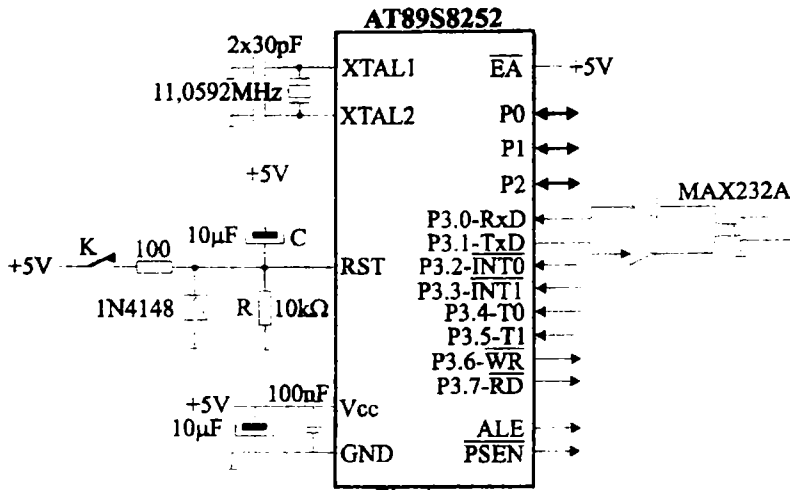 AT89S8252
2x30pF
11,0592MHz
XTAL1
XTAL2
+5V
10µF
C
K
100
+5V
RST
1N4148
R
10kΩ
100nF
+5V
Vcc
10µF
GND
EA
+5V
P0
P1
P2
MAX232A
P3.0-RxD
P3.1-TxD
P3.2-INT0
P3.3-INT1
P3.4-T0
P3.5-T1
P3.6-WR
P3.7-RD
ALE
PSEN